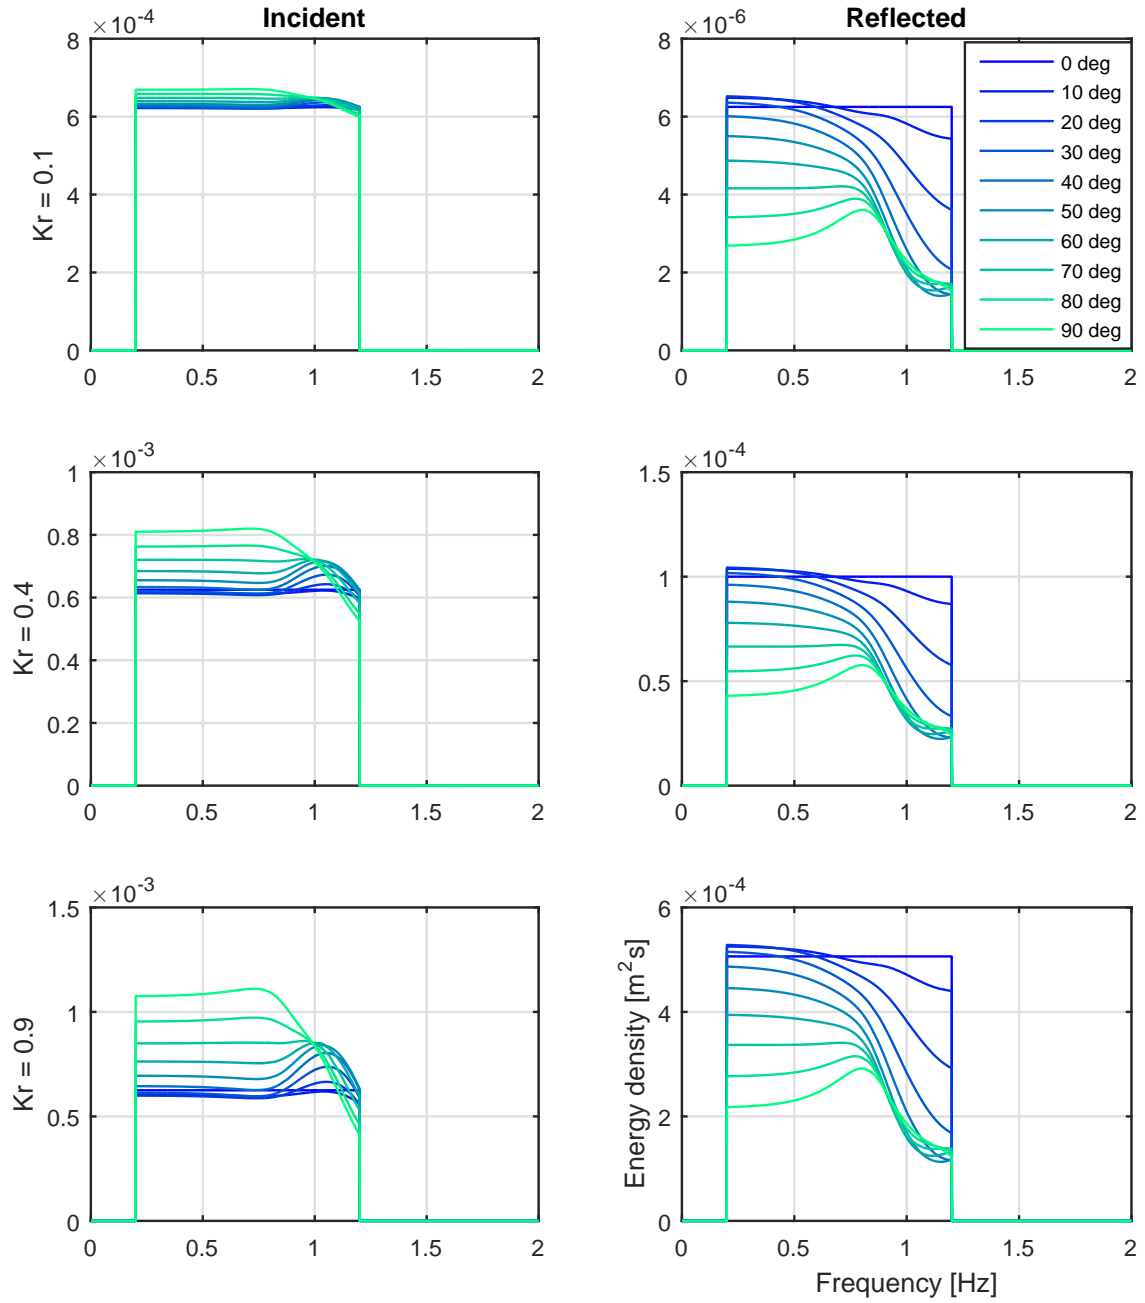 Incident
×10-4
8
6
4
2
0
0 0.5 1 1.5 2
Kr = 0.1
Reflected
×10-6
8
6
4
2
0
0 0.5 1 1.5 2
0 deg
10 deg
20 deg
30 deg
40 deg
50 deg
60 deg
70 deg
80 deg
90 deg
×10-3
1
0.8
0.6
0.4
0.2
0
0 0.5 1 1.5 2
Kr = 0.4
×10-4
1.5
1
0.5
0
0 0.5 1 1.5 2
×10-3
1.5
1
0.5
0
0 0.5 1 1.5 2
Kr = 0.9
×10-4
6
4
2
0
0 0.5 1 1.5 2
Energy density [m2s]
Frequency [Hz]